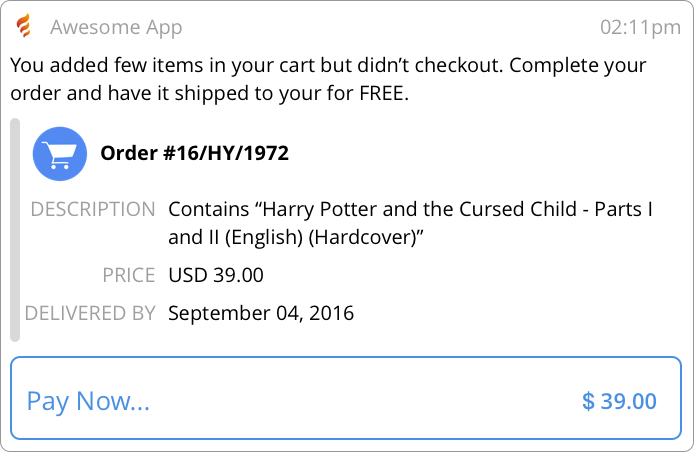 Awesome App 02:11pm
You added few items in your cart but didn’t checkout. Complete your
order and have it shipped to your for FREE.
Order #16/HY/1972
DESCRIPTION Contains “Harry Potter and the Cursed Child - Parts I
and II (English) (Hardcover)”
PRICE USD 39.00
DELIVERED BY September 04, 2016
Pay Now... $ 39.00